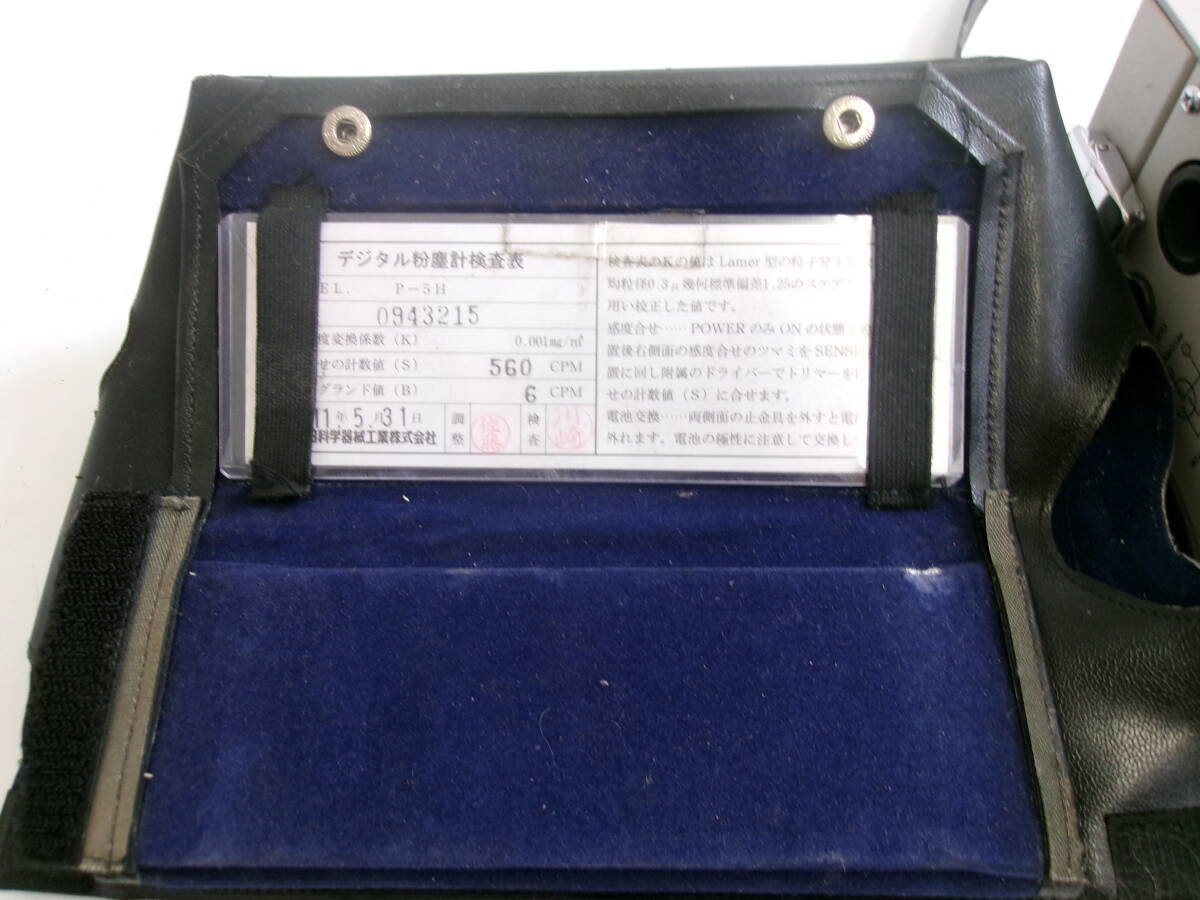 デジタル粉塵計検査表
EL. P-5H
0943215
度変換係数(K) 0.001mg/㎥
せの計数値(S) 560 CPM
グランド値(B) 6 CPM
11年5月31日
科学器械工業株式会社
調整 佐藤 検査 川崎
検査表のKの値はLamer型の粒子発生
均粒径0.3μ幾何標準偏差1.25のステア
用い校正した値です。
感度合せ……POWERのみONの状態
置後右側面の感度合せのツマミをSENSI
置に回し附属のドライバーでトリマーを
せの計数値(S)に合せます。
電池交換……両側面の止金具を外すと電
外れます。電池の極性に注意して交換し